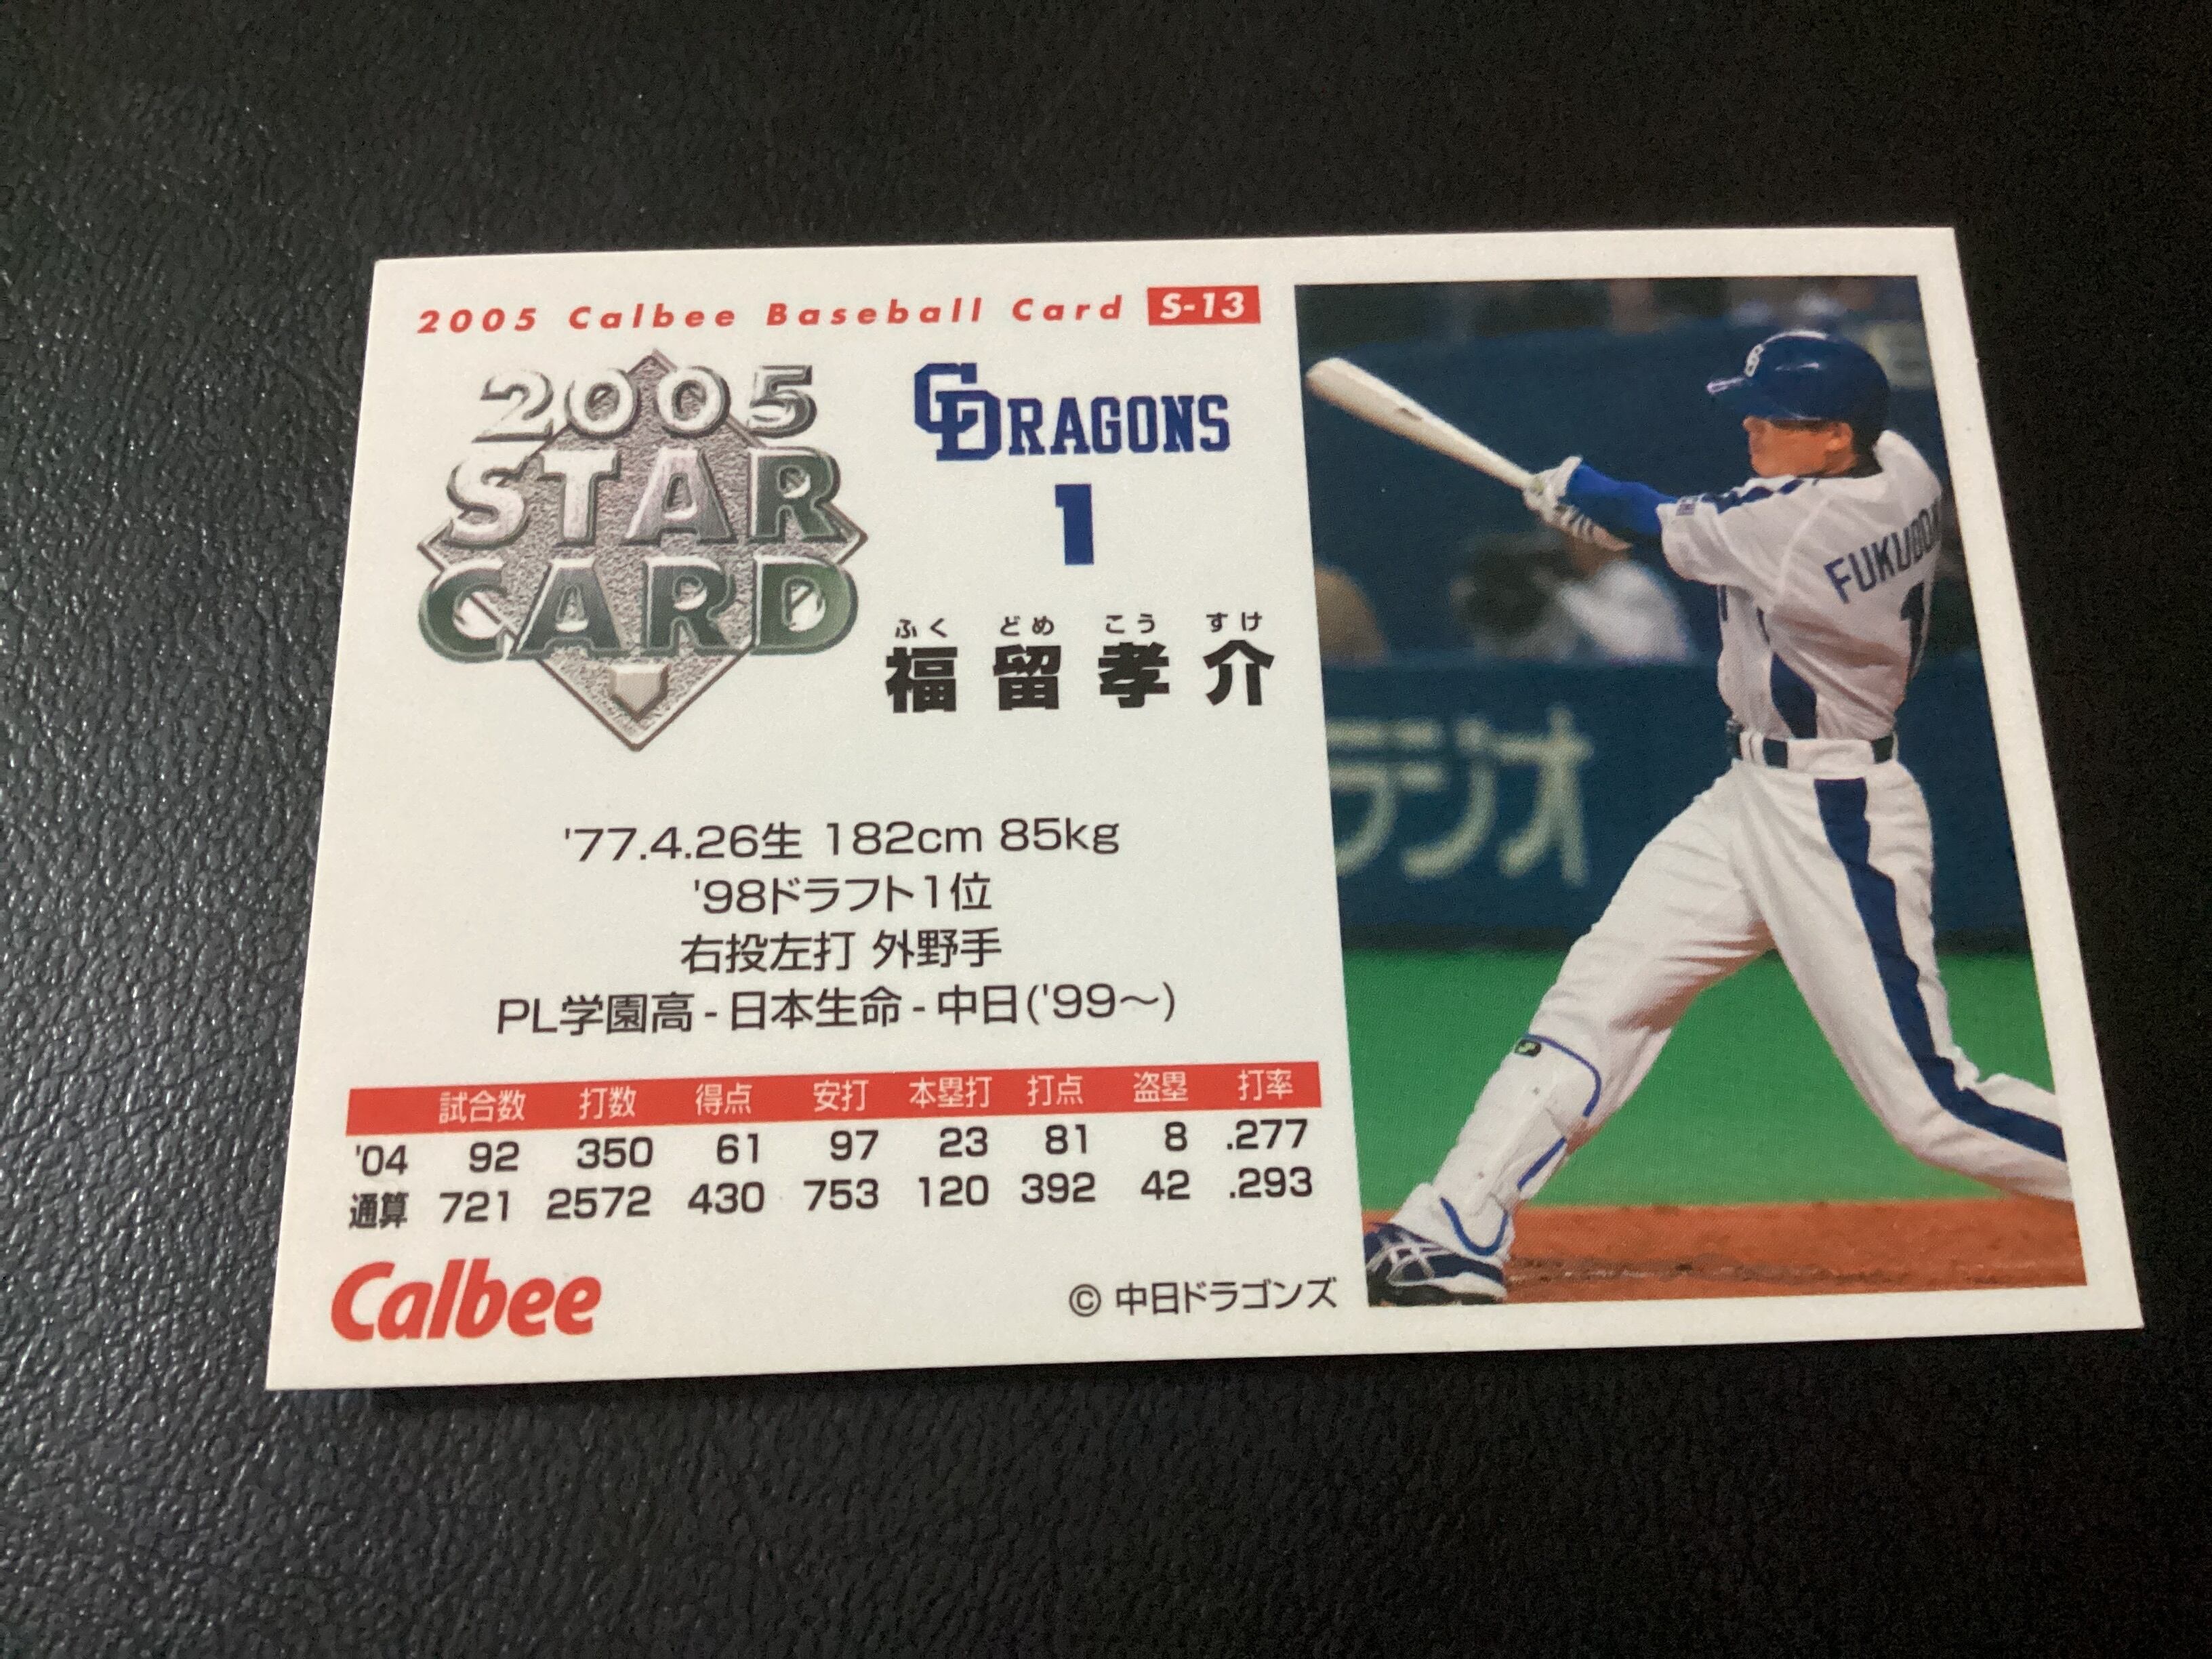 2005 Calbee Baseball Card S-13
2005
STAR
CARD
CDRAGONS
1
ふく どめ こう すけ
福留孝介
'77.4.26生 182cm 85kg
'98ドラフト1位
右投左打 外野手
PL学園高-日本生命-中日('99～)
試合数 打数 得点 安打 本塁打 打点 盗塁 打率
'04 92 350 61 97 23 81 8 .277
通算 721 2572 430 753 120 392 42 .293
Calbee
© 中日ドラゴンズ
FUKUDOM
1
ラジオ